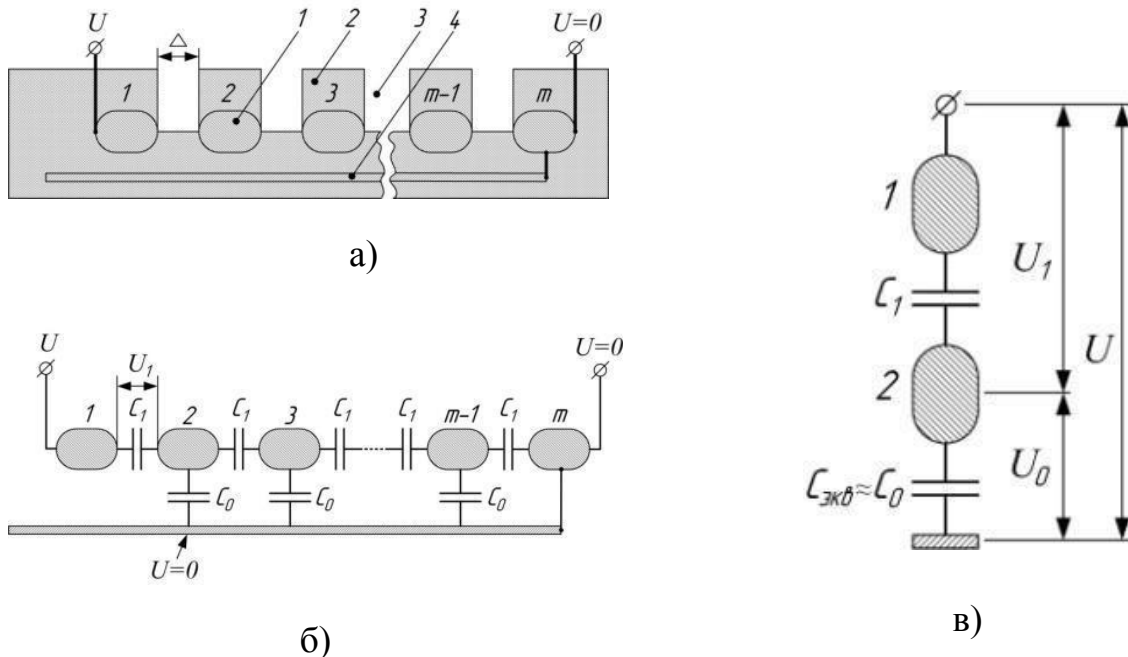 U Δ 1 2 3 4 U=0
1 2 3 m-1 m
а)
U U₁ U=0
1 C₁ 2 C₁ 3 C₁ C₁ m-1 C₁ m
C₀ C₀ C₀
U=0
б)
1
C₁
2
Cэкв≈C₀
U₁
U₀
U
в)